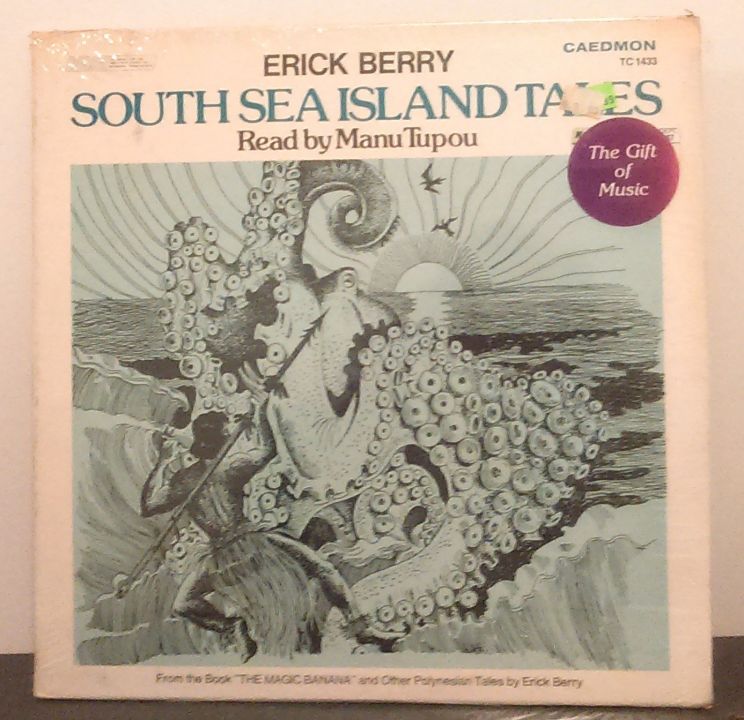 ERICK BERRY
CAEDMON
TC 1433
SOUTH SEA ISLAND TALES
Read by Manu Tupou
The Gift
of
Music
From the Book "THE MAGIC BANANA" and Other Polynesian Tales by Erick Berry